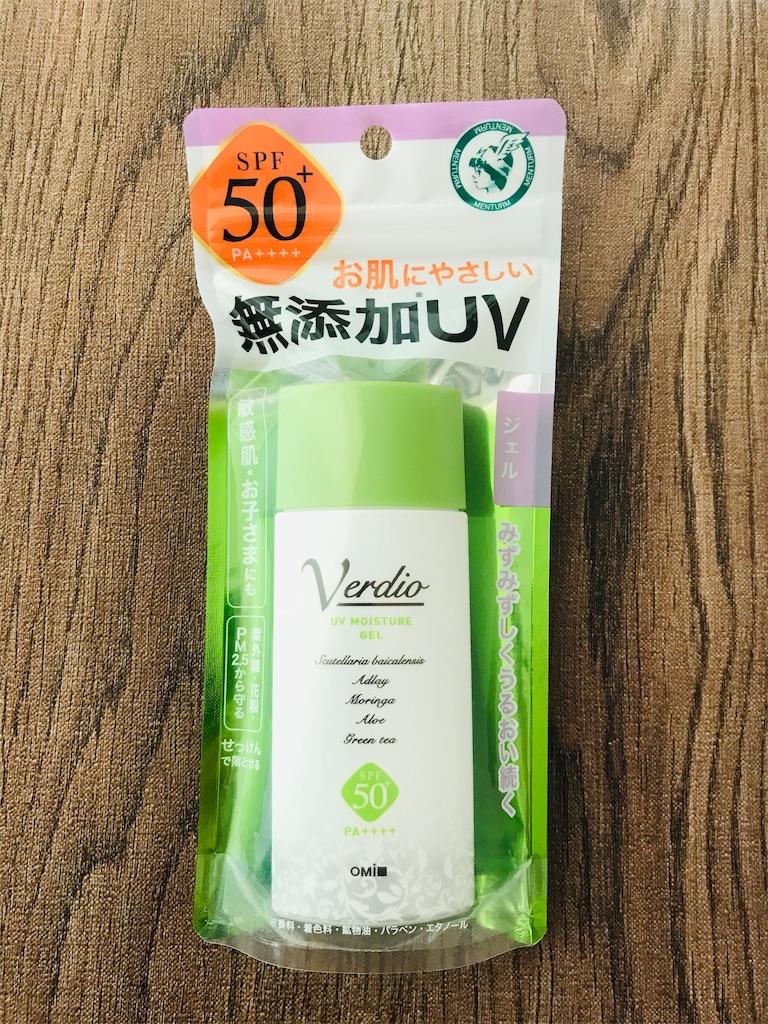 SPF
50+
PA++++
MENTURM MENTURM MENTURM MENTURM
お肌にやさしい
無添加※UV
敏感肌・お子さまにも
紫外線・花粉・
PM2.5から守る
せっけん
で落とせる
ジェル
みずみずしくうるおい続く
Verdio
UV MOISTURE
GEL
Scutellaria baicalensis
Adlay
Moringa
Aloe
Green tea
SPF
50+
PA++++
OMI
香料・着色料・鉱物油・パラベン・エタノール